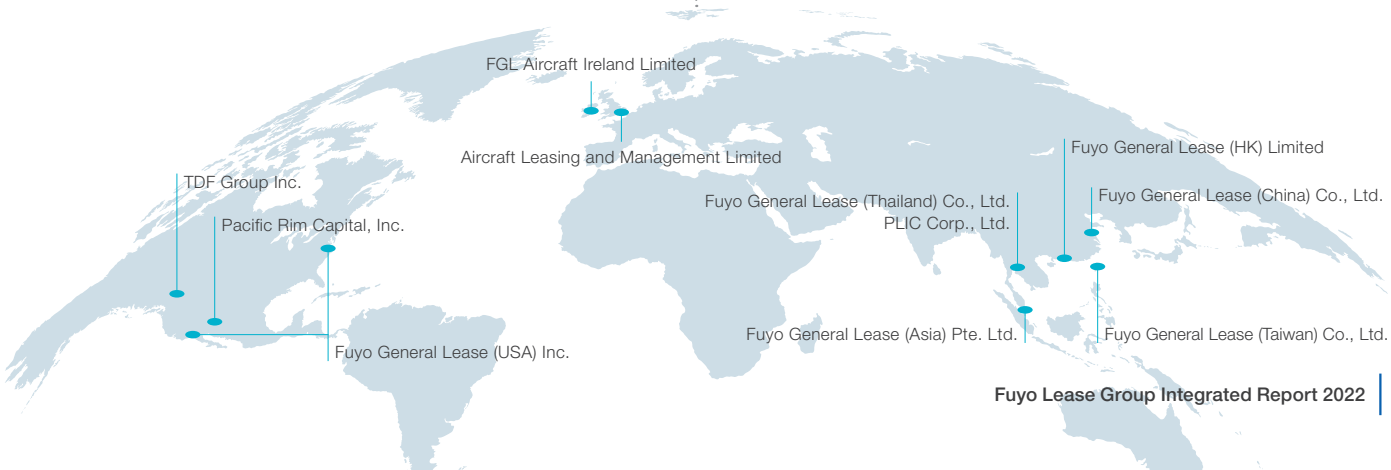 FGL Aircraft Ireland Limited
Aircraft Leasing and Management Limited
TDF Group Inc.
Pacific Rim Capital, Inc.
Fuyo General Lease (USA) Inc.
Fuyo General Lease (HK) Limited
Fuyo General Lease (China) Co., Ltd.
Fuyo General Lease (Thailand) Co., Ltd.
PLIC Corp., Ltd.
Fuyo General Lease (Asia) Pte. Ltd.
Fuyo General Lease (Taiwan) Co., Ltd.
Fuyo Lease Group Integrated Report 2022